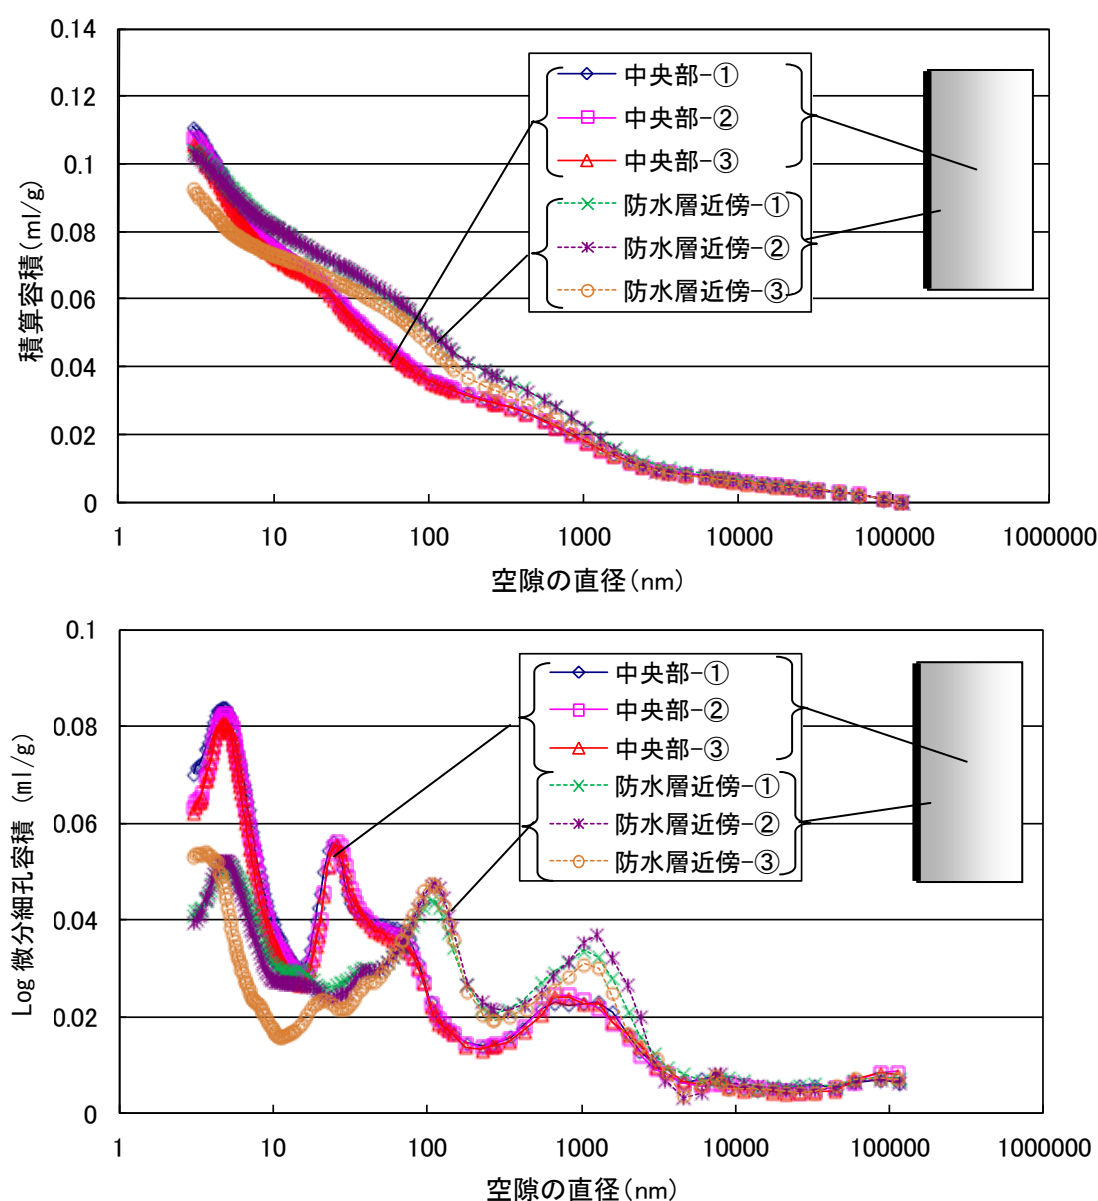 0.14
0.12
0.1
0.08
0.06
0.04
0.02
0
積算容積(ml/g)
中央部-①
中央部-②
中央部-③
防水層近傍-①
防水層近傍-②
防水層近傍-③
1
10
100
1000
10000
100000
1000000
空隙の直径(nm)
0.1
0.08
0.06
0.04
0.02
0
Log 微分細孔容積 (ml/g)
中央部-①
中央部-②
中央部-③
防水層近傍-①
防水層近傍-②
防水層近傍-③
1
10
100
1000
10000
100000
1000000
空隙の直径(nm)